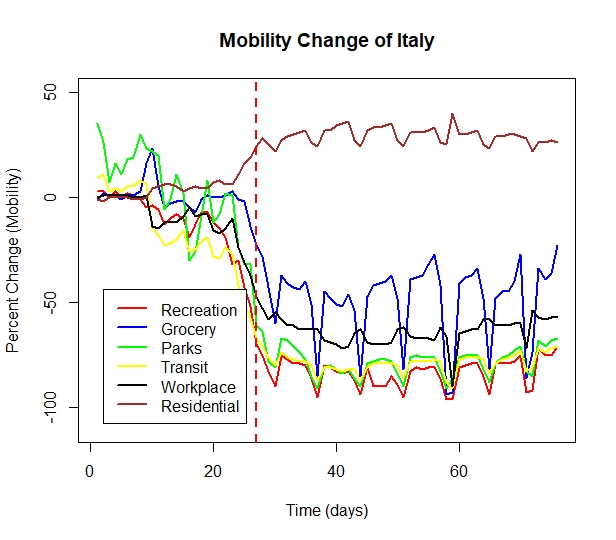 Mobility Change of Italy
Percent Change (Mobility)
50
0
-50
-100
Recreation
Grocery
Parks
Transit
Workplace
Residential
0 20 40 60
Time (days)